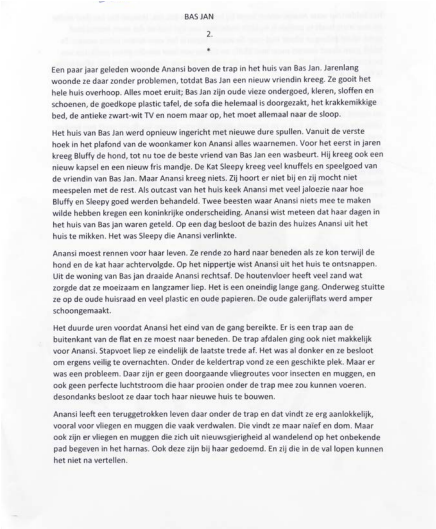 BAS JAN
2.
*
Een paar jaar geleden woonde Anansi boven de trap in het huis van Bas Jan. Jarenlang
woonde ze daar zonder problemen, totdat Bas Jan een nieuw vriendin kreeg. Ze gooit het
hele huis overhoop. Alles moet eruit; Bas Jan zijn oude vieze ondergoed, kleren, sloffen en
schoenen, de goedkope plastic tafel, de sofa die helemaal is doorgezakt, het krakkemikkige
bed, de antieke zwart-wit TV en noem maar op, het moet allemaal naar de sloop.
Het huis van Bas Jan werd opnieuw ingericht met nieuwe dure spullen. Vanuit de verste
hoek in het plafond van de woonkamer kon Anansi alles waarnemen. Voor het eerst in jaren
kreeg Bluffy de hond, tot nu toe de beste vriend van Bas Jan een wasbeurt. Hij kreeg ook een
nieuw kapsel en een nieuw fris mandje. De Kat Sleepy kreeg veel knuffels en speelgoed van
de vriendin van Bas Jan. Maar Anansi kreeg niets. Zij hoort er niet bij en zij mocht niet
meespelen met de rest. Als outcast van het huis keek Anansi met veel jaloezie naar hoe
Bluffy en Sleepy goed werden behandeld. Twee beesten waar Anansi niets mee te maken
wilde hebben kregen een koninkrijke onderscheiding. Anansi wist meteen dat haar dagen in
het huis van Bas jan waren geteld. Op een dag besloot de bazin des huizes Anansi uit het
huis te mikken. Het was Sleepy die Anansi verlinkte.
Anansi moest rennen voor haar leven. Ze rende zo hard naar beneden als ze kon terwijl de
hond en de kat haar achtervolgde. Op het nippertje wist Anansi uit het huis te ontsnappen.
Uit de woning van Bas jan draaide Anansi rechtsaf. De houtenvloer heeft veel zand wat
zorgde dat ze moeizaam en langzamer liep. Het is een oneindig lange gang. Onderweg stuitte
ze op de oude huisraad en veel plastic en oude papieren. De oude galerijflats werd amper
schoongemaakt.
Het duurde uren voordat Anansi het eind van de gang bereikte. Er is een trap aan de
buitenkant van de flat en ze moest naar beneden. De trap afdalen ging ook niet makkelijk
voor Anansi. Stapvoet liep ze eindelijk de laatste trede af. Het was al donker en ze besloot
om ergens veilig te overnachten. Onder de keldertrap vond ze een geschikte plek. Maar er
was een probleem. Daar zijn er geen doorgaande vliegroutes voor insecten en muggen, en
ook geen perfecte luchtstroom die haar prooien onder de trap mee zou kunnen voeren.
desondanks besloot ze daar toch haar nieuwe huis te bouwen.
Anansi leeft een teruggetrokken leven daar onder de trap en dat vindt ze erg aanlokkelijk,
vooral voor vliegen en muggen die vaak verdwalen. Die vindt ze maar naïef en dom. Maar
ook zijn er vliegen en muggen die zich uit nieuwsgierigheid al wandelend op het onbekende
pad begeven in het harnas. Ook deze zijn bij haar gedoemd. En zij die in de val lopen kunnen
het niet na vertellen.